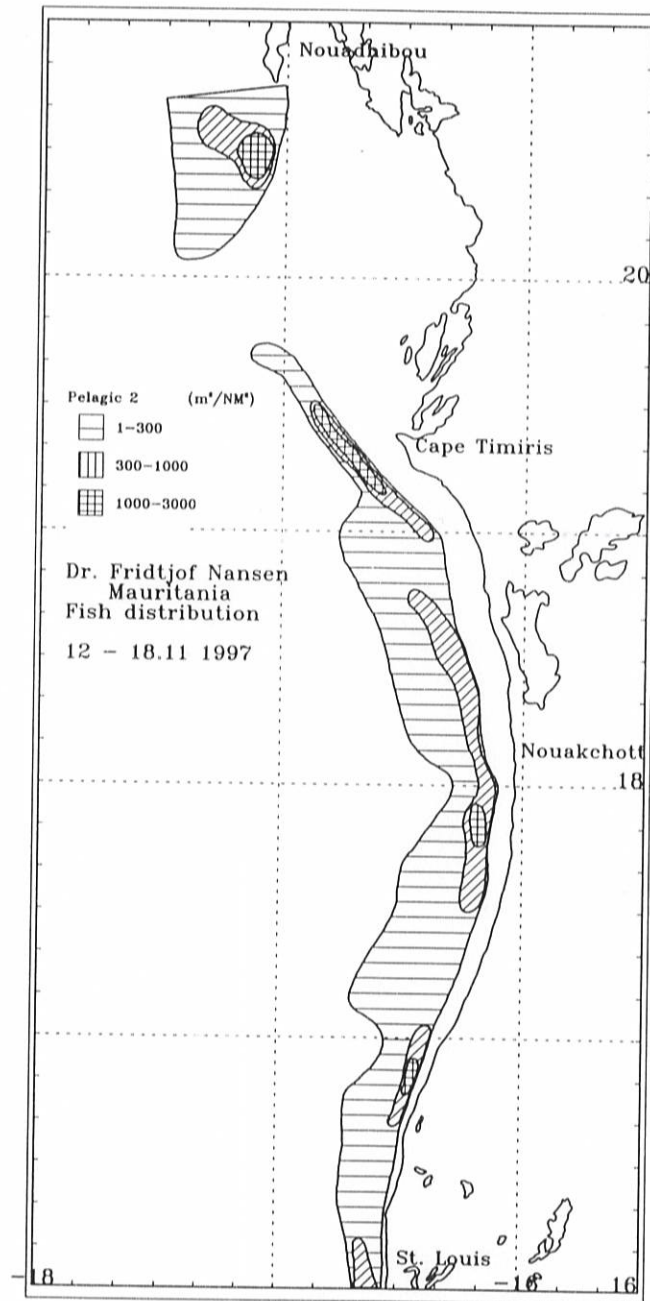 Nouadhibou
20
Pelagic 2 (m²/NM²)
1-300
300-1000
1000-3000
Cape Timiris
Dr. Fridtjof Nansen
Mauritania
Fish distribution
12 - 18.11 1997
Nouakchott
18
St. Louis
-18
16